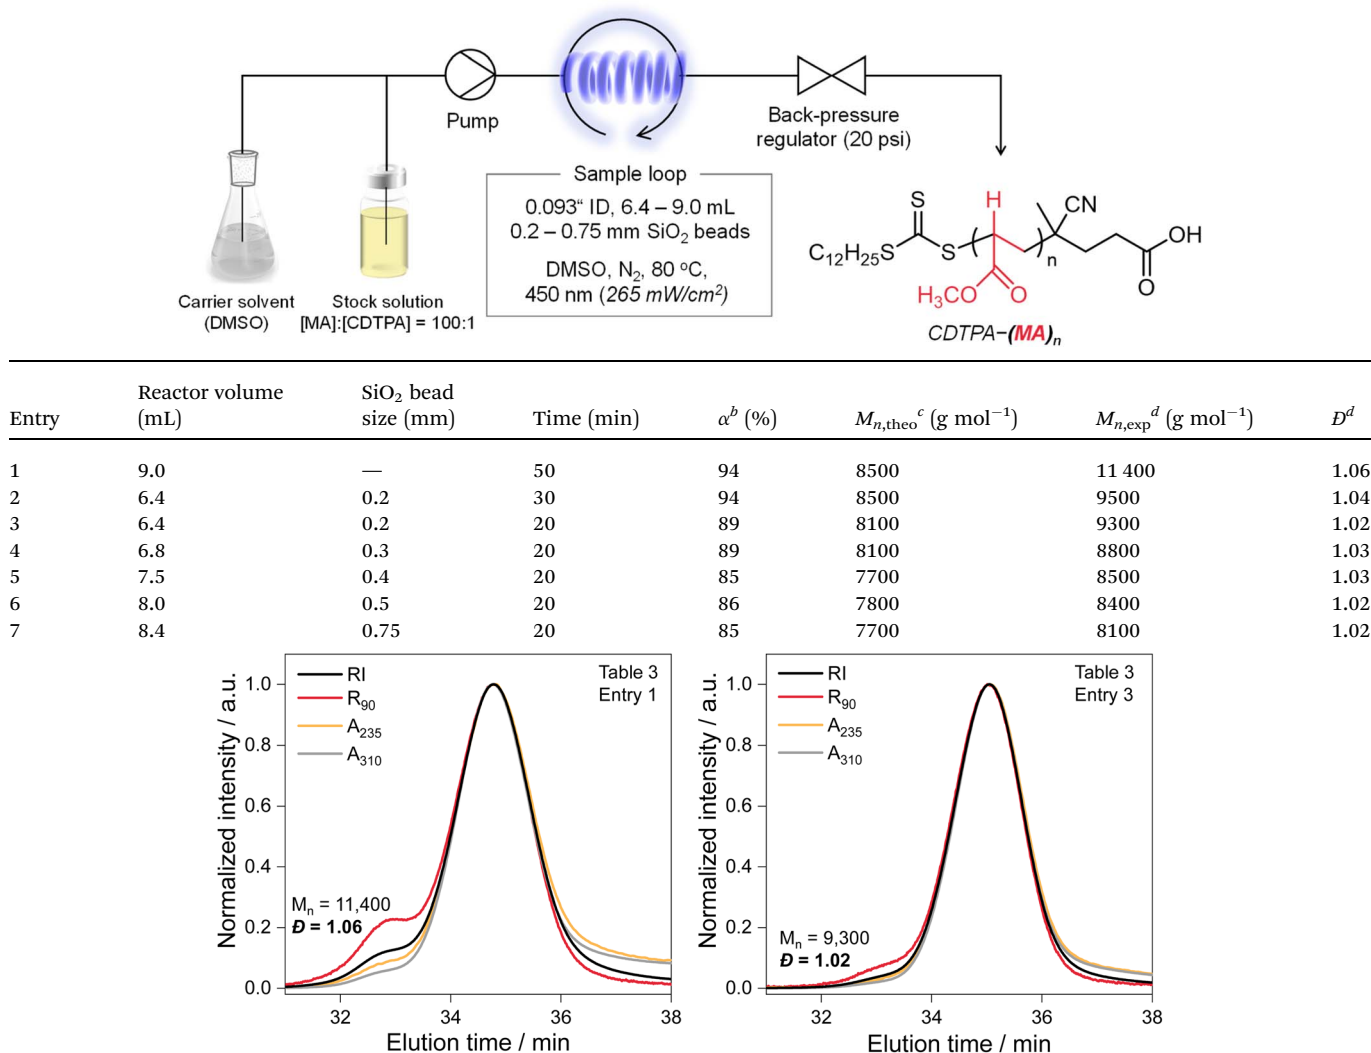 Pump
Back-pressure
regulator (20 psi)
Carrier solvent
(DMSO)
Stock solution
[MA]:[CDTPA] = 100:1
Sample loop
0.093“ ID, 6.4 – 9.0 mL
0.2 – 0.75 mm SiO₂ beads
DMSO, N₂, 80 ºC,
450 nm (265 mW/cm²)
S
C₁₂H₂₅S
S
H
n
CN
OH
O
H₃CO
O
CDTPA–(MA)ₙ
Entry Reactor volume (mL) SiO₂ bead size (mm) Time (min) αᵇ (%) Mn,theoᶜ (g mol⁻¹) Mn,expᵈ (g mol⁻¹) Đᵈ
1 9.0 — 50 94 8500 11 400 1.06
2 6.4 0.2 30 94 8500 9500 1.04
3 6.4 0.2 20 89 8100 9300 1.02
4 6.8 0.3 20 89 8100 8800 1.03
5 7.5 0.4 20 85 7700 8500 1.03
6 8.0 0.5 20 86 7800 8400 1.02
7 8.4 0.75 20 85 7700 8100 1.02
Normalized intensity / a.u.
1.0
0.8
0.6
0.4
0.2
0.0
RI
R₉₀
A₂₃₅
A₃₁₀
Table 3
Entry 1
Mₙ = 11,400
Đ = 1.06
32 34 36 38
Elution time / min
Normalized intensity / a.u.
1.0
0.8
0.6
0.4
0.2
0.0
RI
R₉₀
A₂₃₅
A₃₁₀
Table 3
Entry 3
Mₙ = 9,300
Đ = 1.02
32 34 36 38
Elution time / min